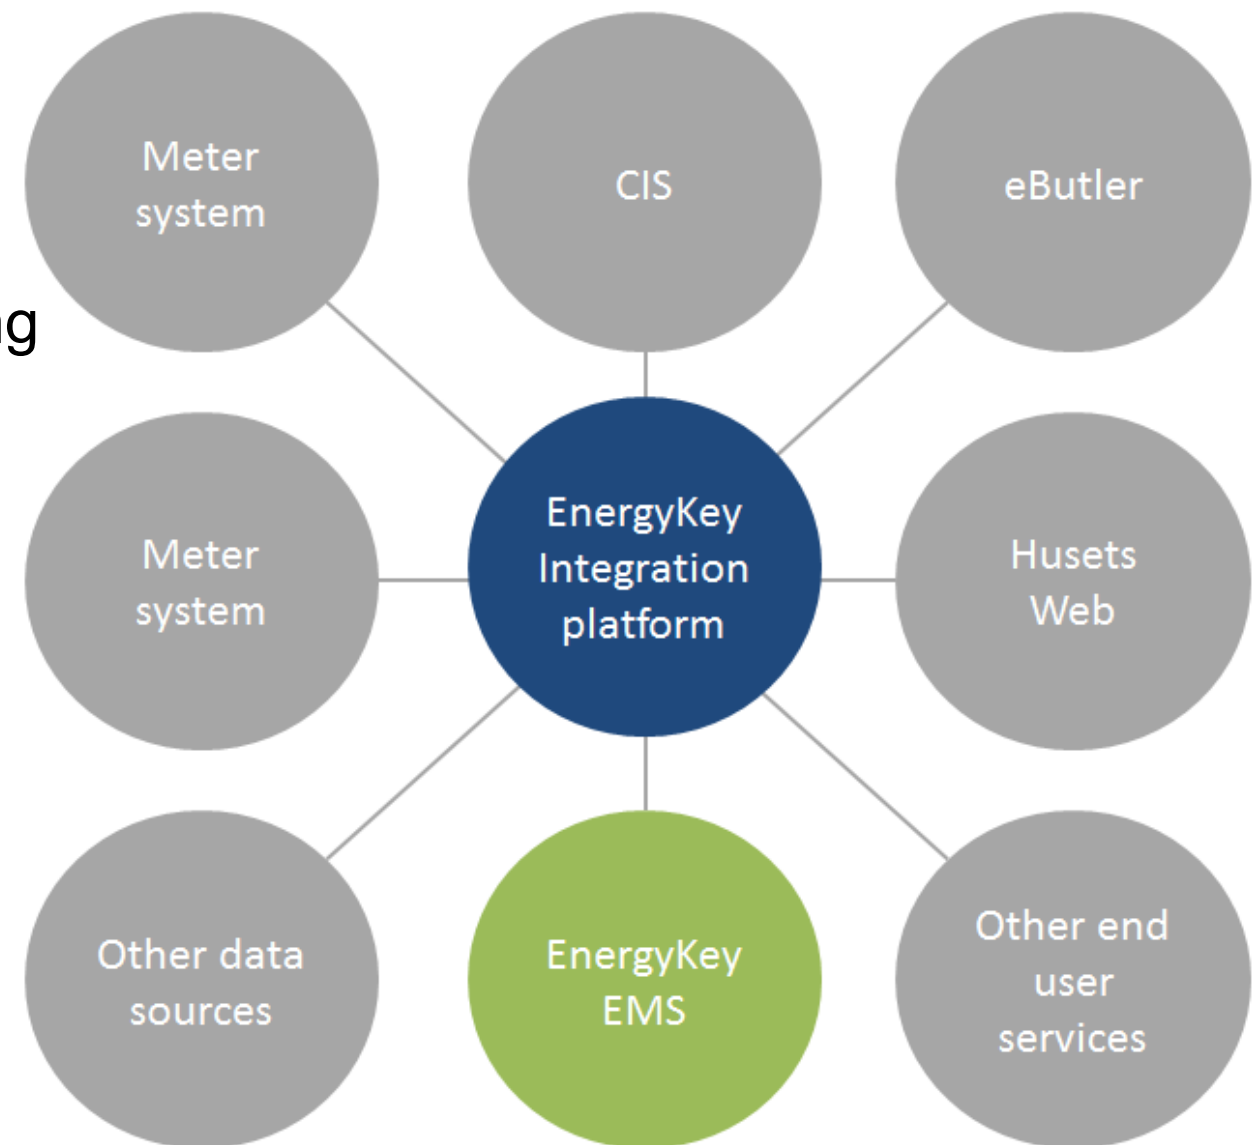 Meter
system
CIS
eButler
Meter
system
EnergyKey
Integration
platform
Husets
Web
Other data
sources
EnergyKey
EMS
Other end
user
services